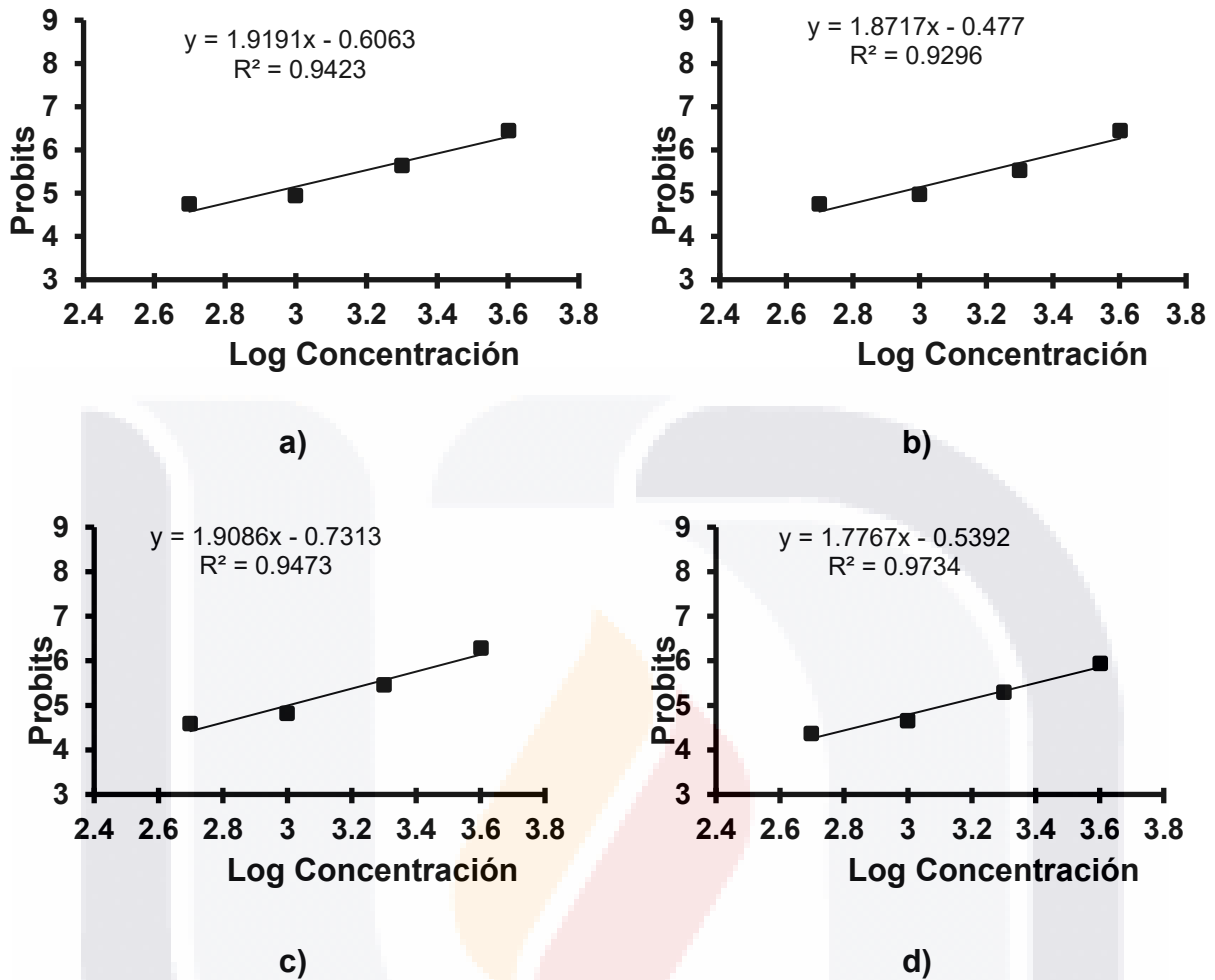 y = 1.9191x - 0.6063
R² = 0.9423
9
8
7
6
5
4
3
Probits
2.4 2.6 2.8 3 3.2 3.4 3.6 3.8
Log Concentración
a)
y = 1.8717x - 0.477
R² = 0.9296
9
8
7
6
5
4
3
Probits
2.4 2.6 2.8 3 3.2 3.4 3.6 3.8
Log Concentración
b)
y = 1.9086x - 0.7313
R² = 0.9473
9
8
7
6
5
4
3
Probits
2.4 2.6 2.8 3 3.2 3.4 3.6 3.8
Log Concentración
c)
y = 1.7767x - 0.5392
R² = 0.9734
9
8
7
6
5
4
3
Probits
2.4 2.6 2.8 3 3.2 3.4 3.6 3.8
Log Concentración
d)